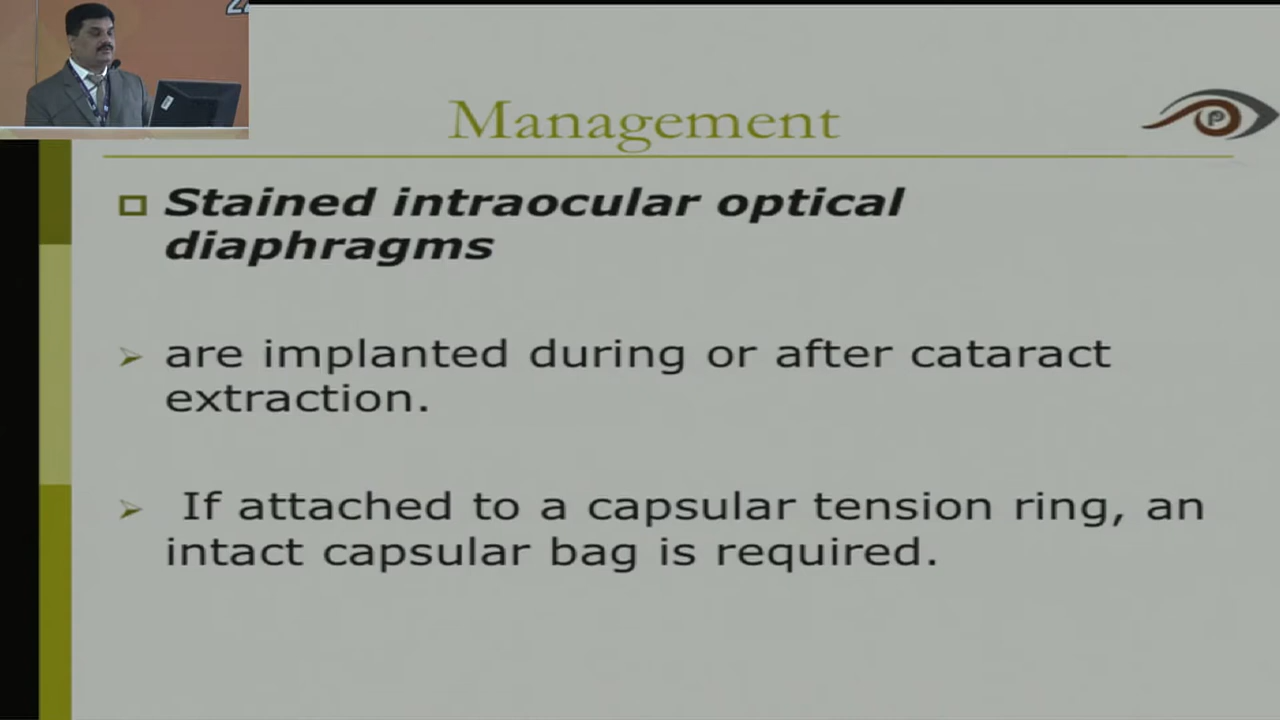 Management
Stained intraocular optical
diaphragms
are implanted during or after cataract
extraction.
If attached to a capsular tension ring, an
intact capsular bag is required.